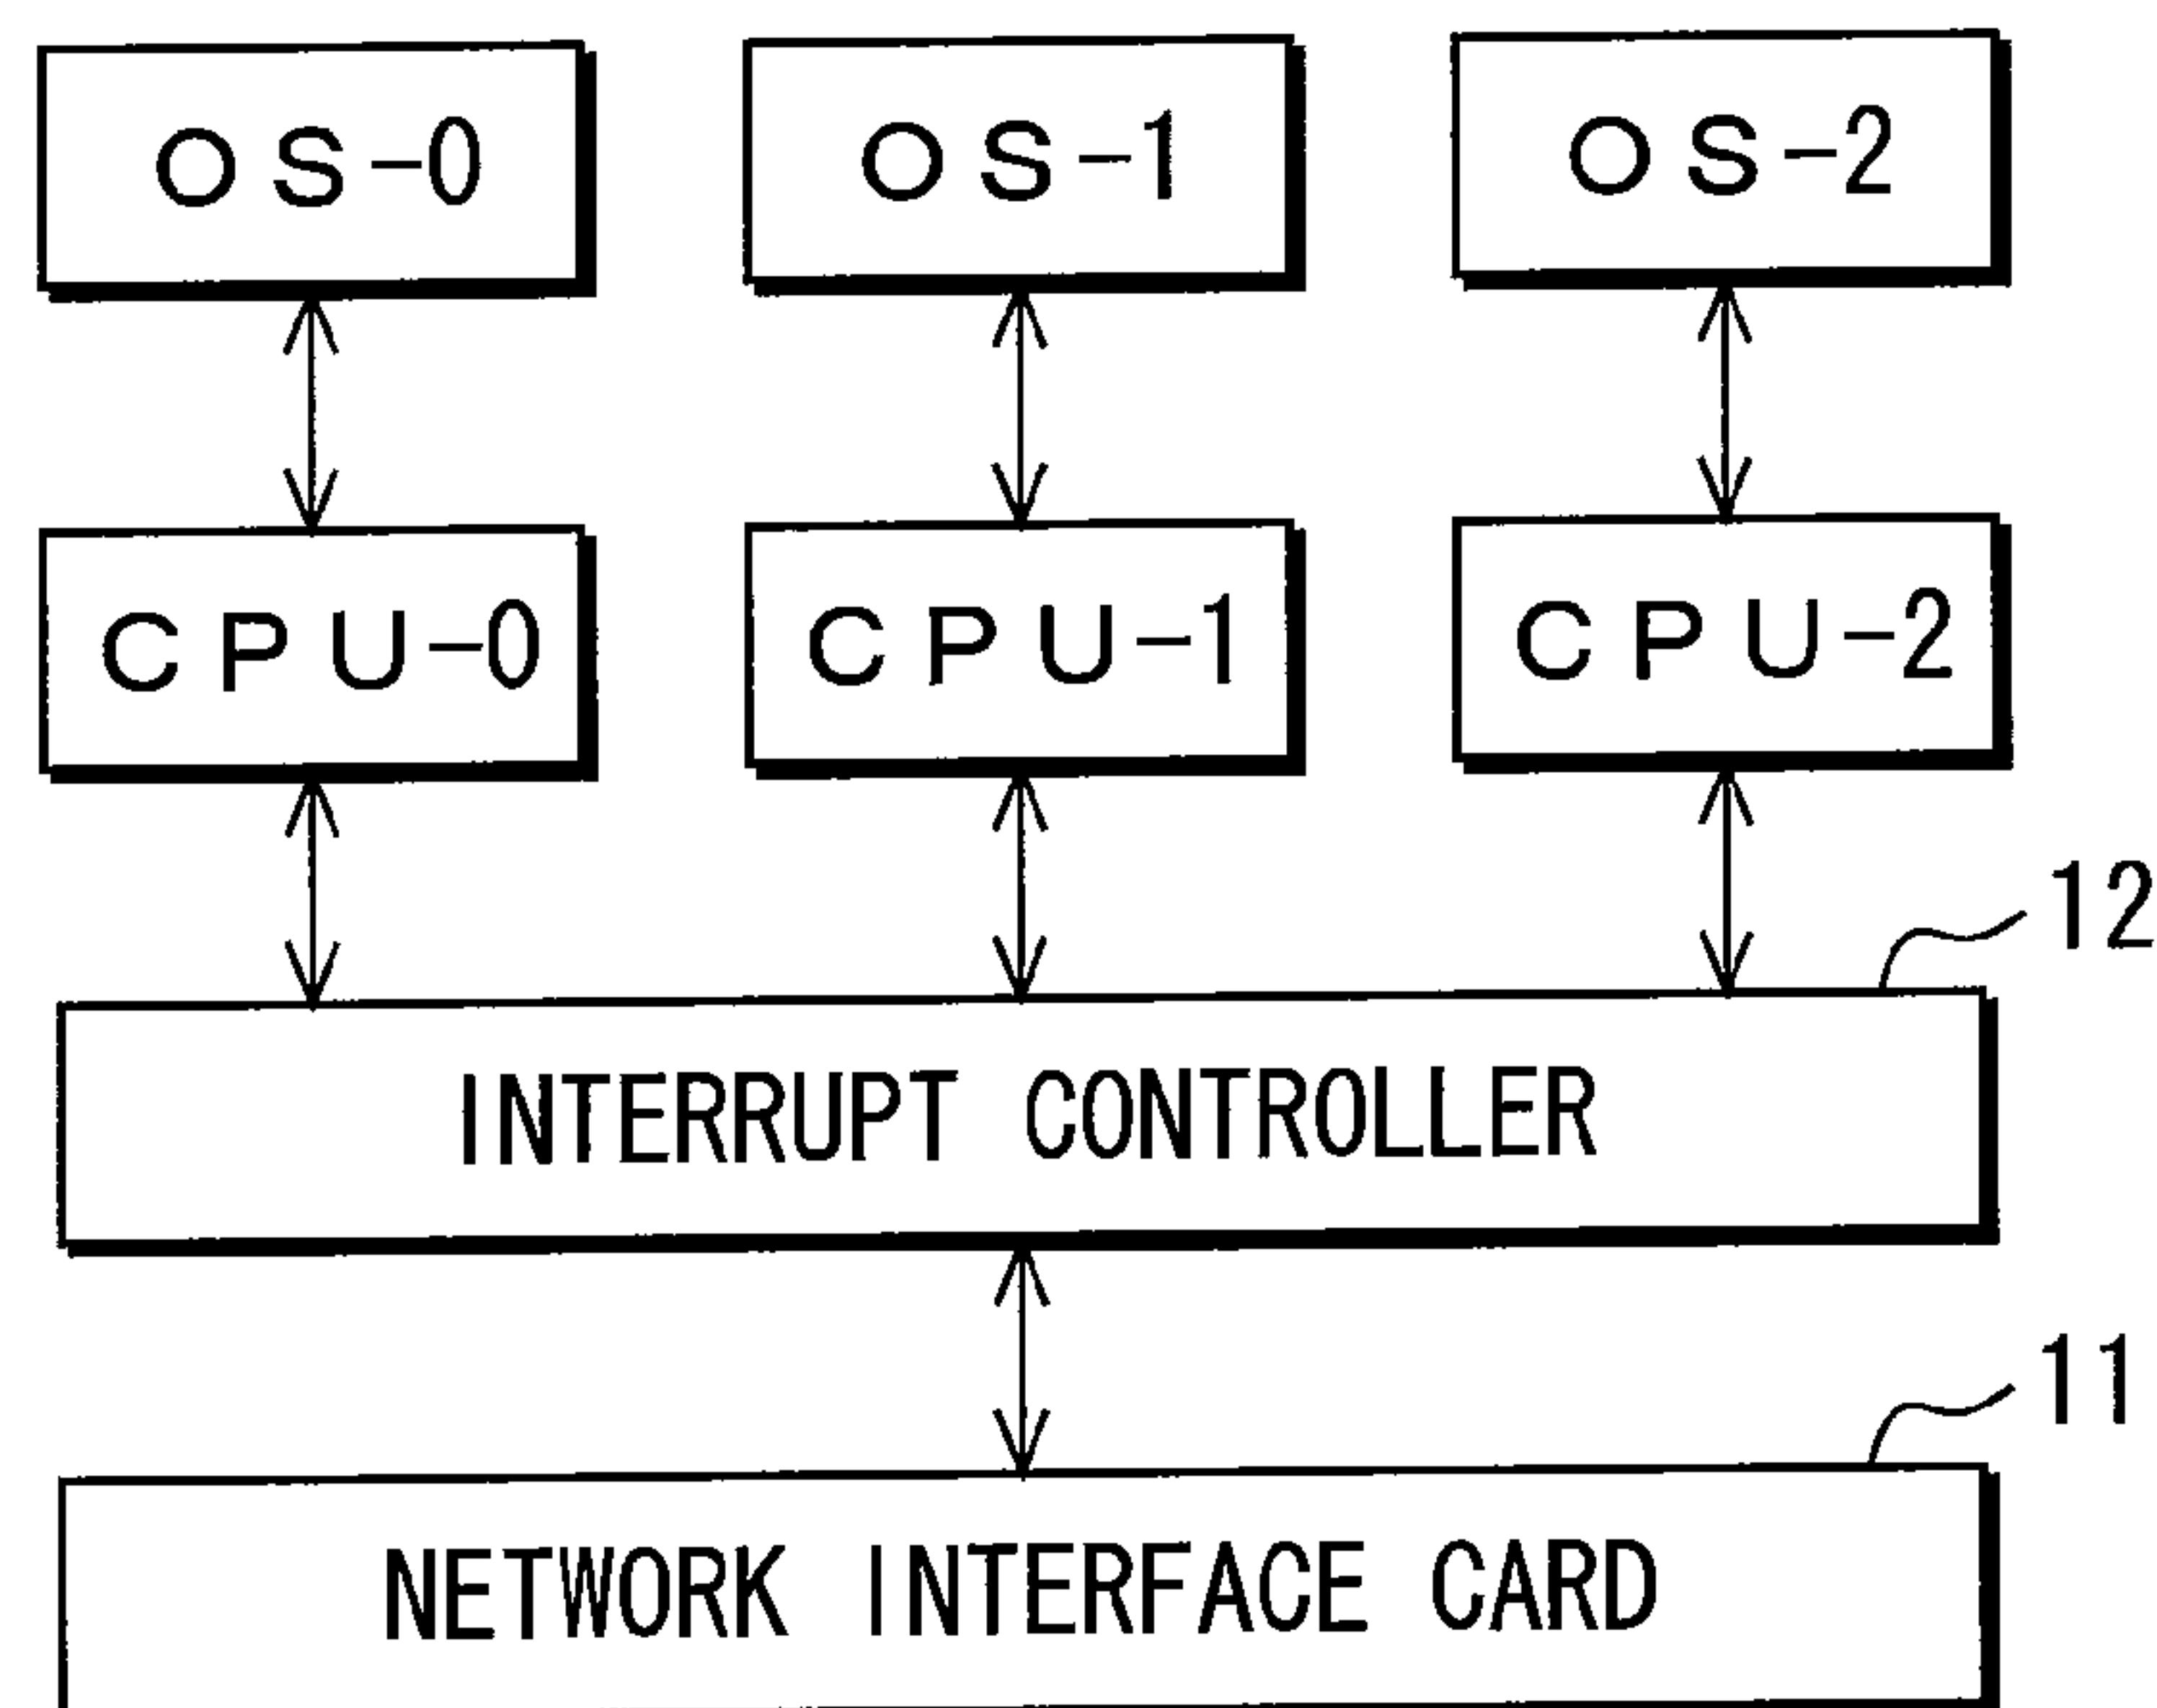 OS-0 OS-1 OS-2
CPU-0 CPU-1 CPU-2
12
INTERRUPT CONTROLLER
11
NETWORK INTERFACE CARD